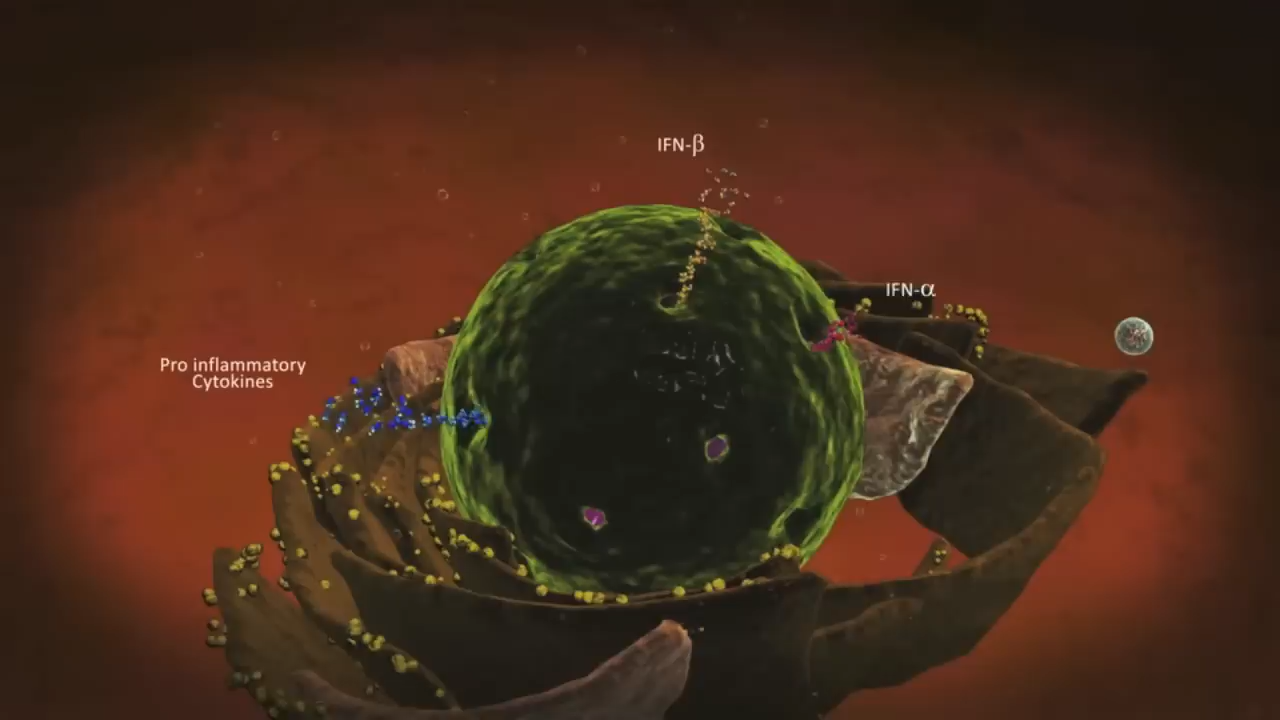 IFN-β
IFN-α
Pro inflammatory
Cytokines